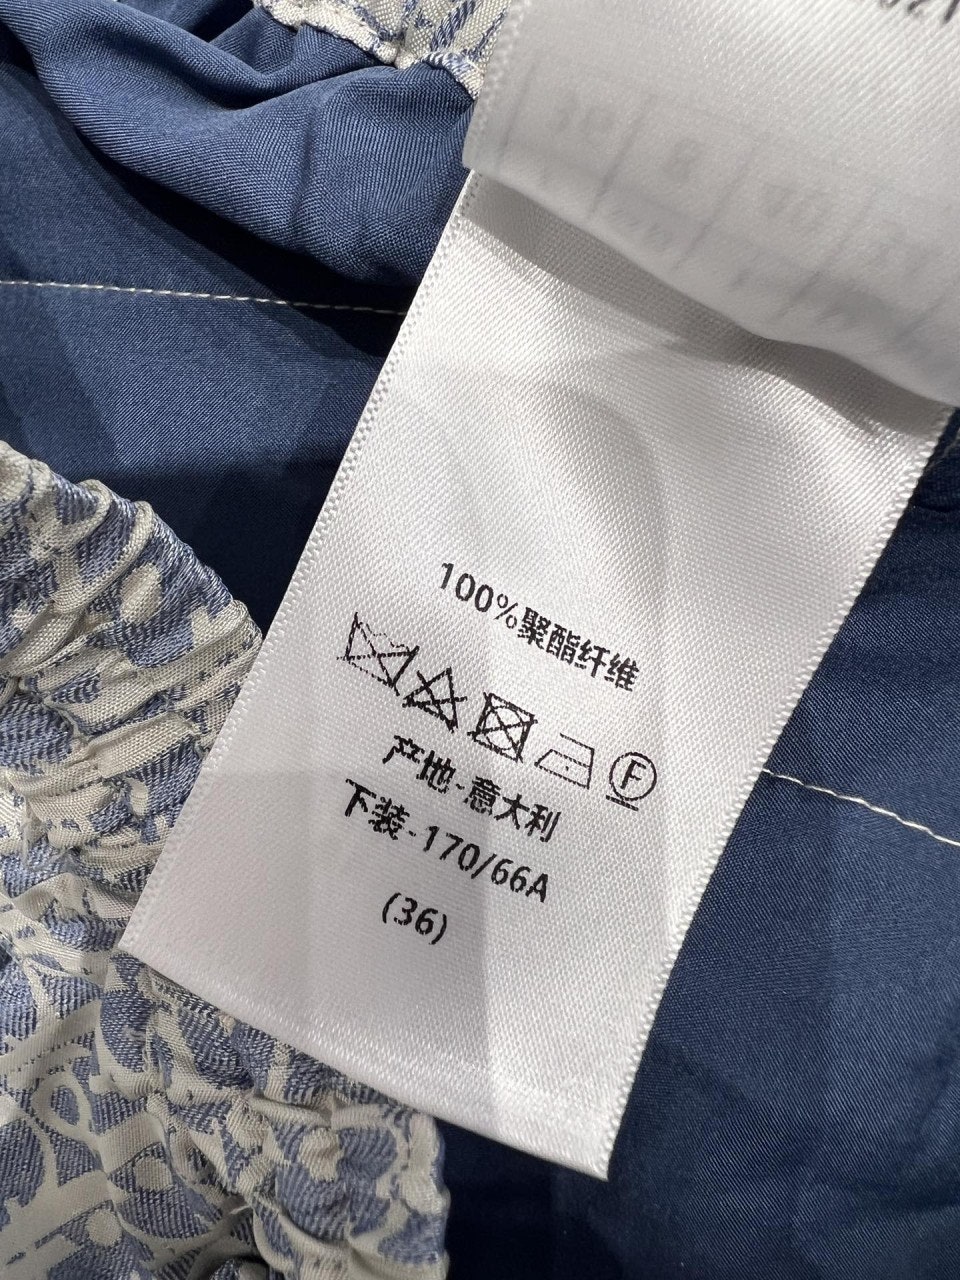 100%聚酯纤维
F
产地-意大利
下装-170/66A
(36)